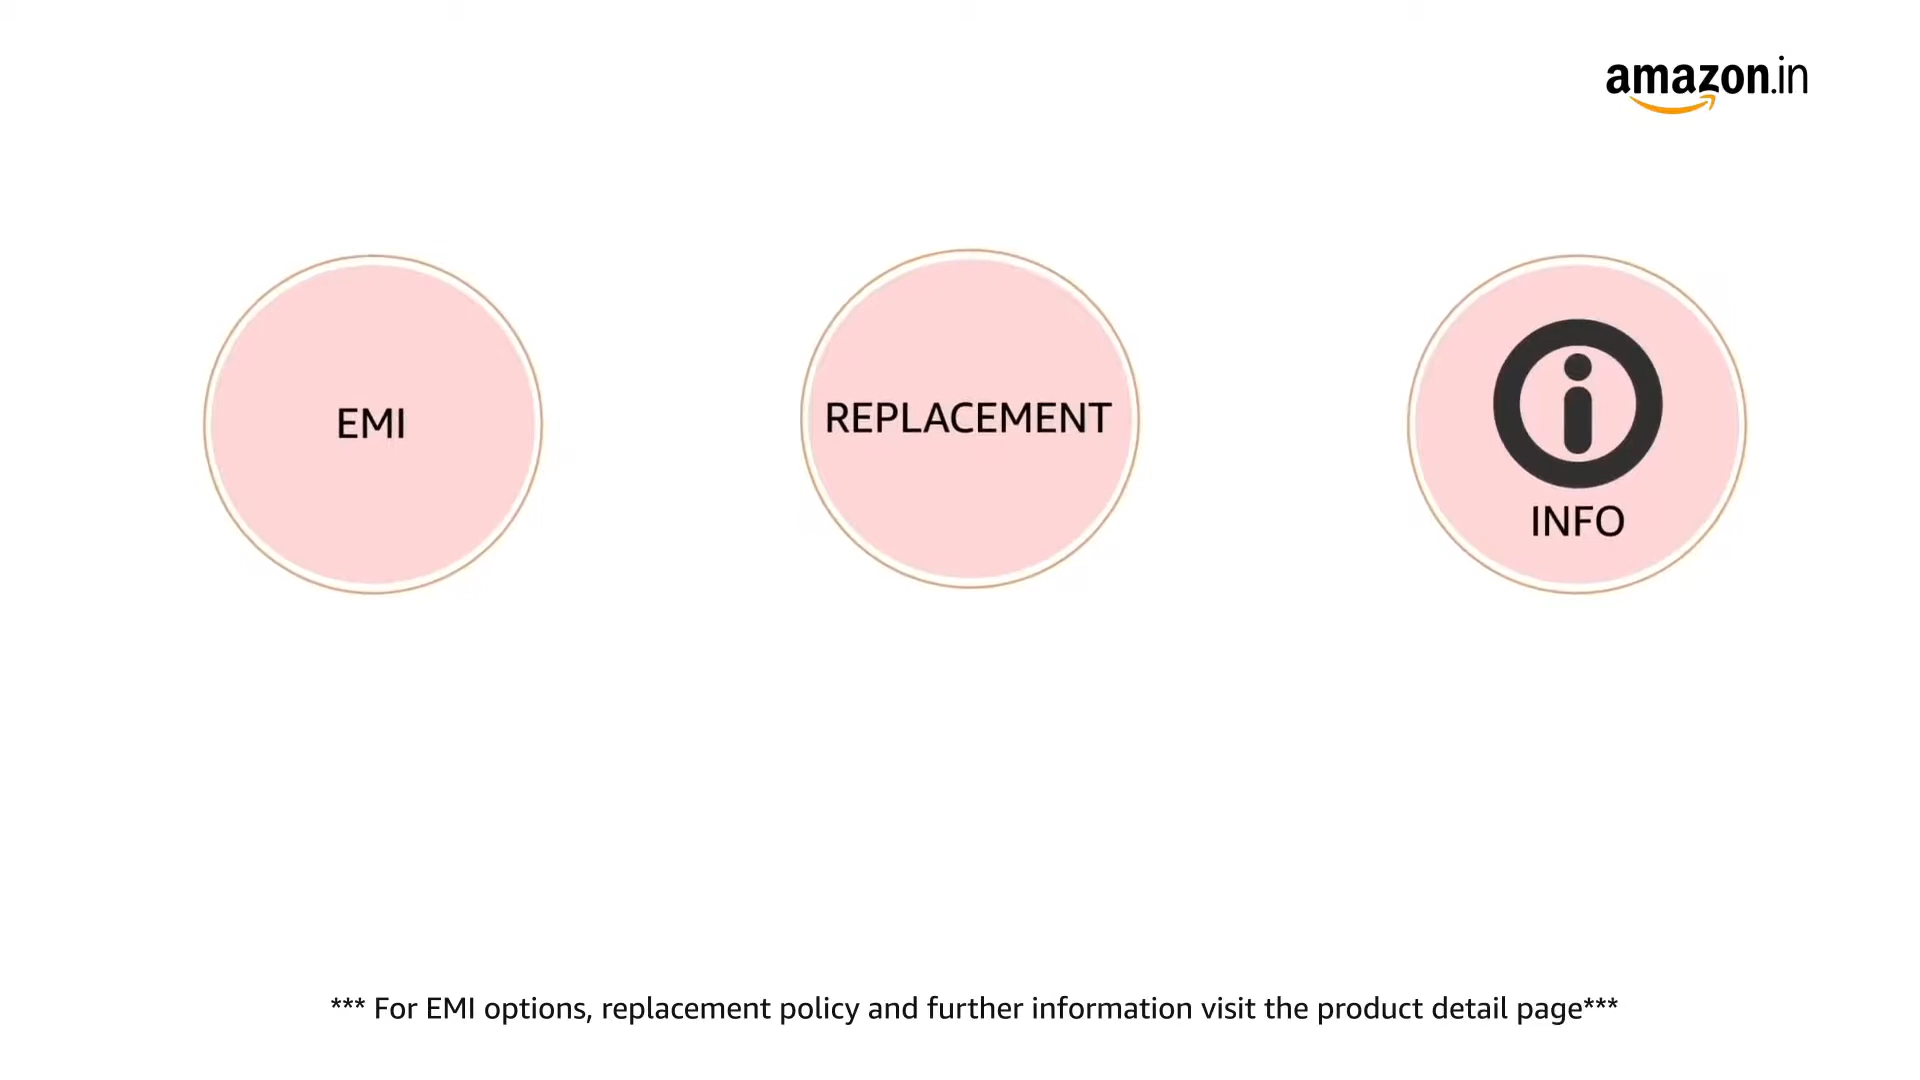 amazon.in
EMI
REPLACEMENT
INFO
*** For EMI options, replacement policy and further information visit the product detail page***